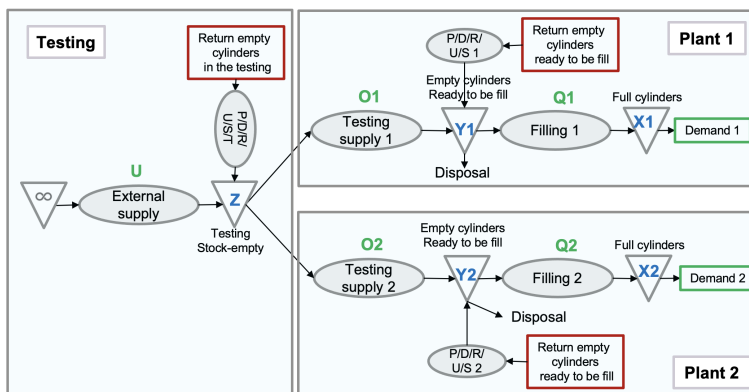 Testing
Return empty
cylinders
in the testing
P/D/R/
U/S/T
U
∞
External
supply
Z
Testing
Stock-empty
Plant 1
P/D/R/
U/S 1
Return empty
cylinders
ready to be fill
Empty cylinders
Ready to be fill
O1
Testing
supply 1
Y1
Disposal
Q1
Filling 1
Full cylinders
X1
Demand 1
O2
Testing
supply 2
Empty cylinders
Ready to be fill
Y2
Disposal
Q2
Filling 2
Full cylinders
X2
Demand 2
P/D/R/
U/S 2
Return empty
cylinders
ready to be fill
Plant 2